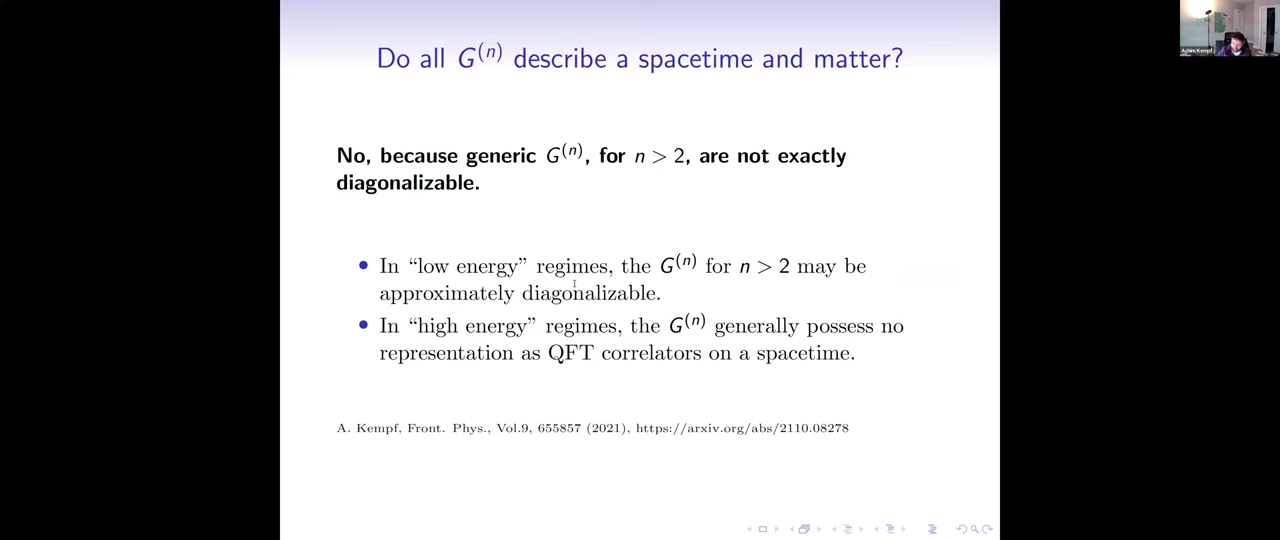 Do all G⁽ⁿ⁾ describe a spacetime and matter?
Achim Kempf
No, because generic G⁽ⁿ⁾, for n > 2, are not exactly
diagonalizable.
• In “low energy” regimes, the G⁽ⁿ⁾ for n > 2 may be
approximately diagonalizable.
• In “high energy” regimes, the G⁽ⁿ⁾ generally possess no
representation as QFT correlators on a spacetime.
A. Kempf, Front. Phys., Vol.9, 655857 (2021), https://arxiv.org/abs/2110.08278